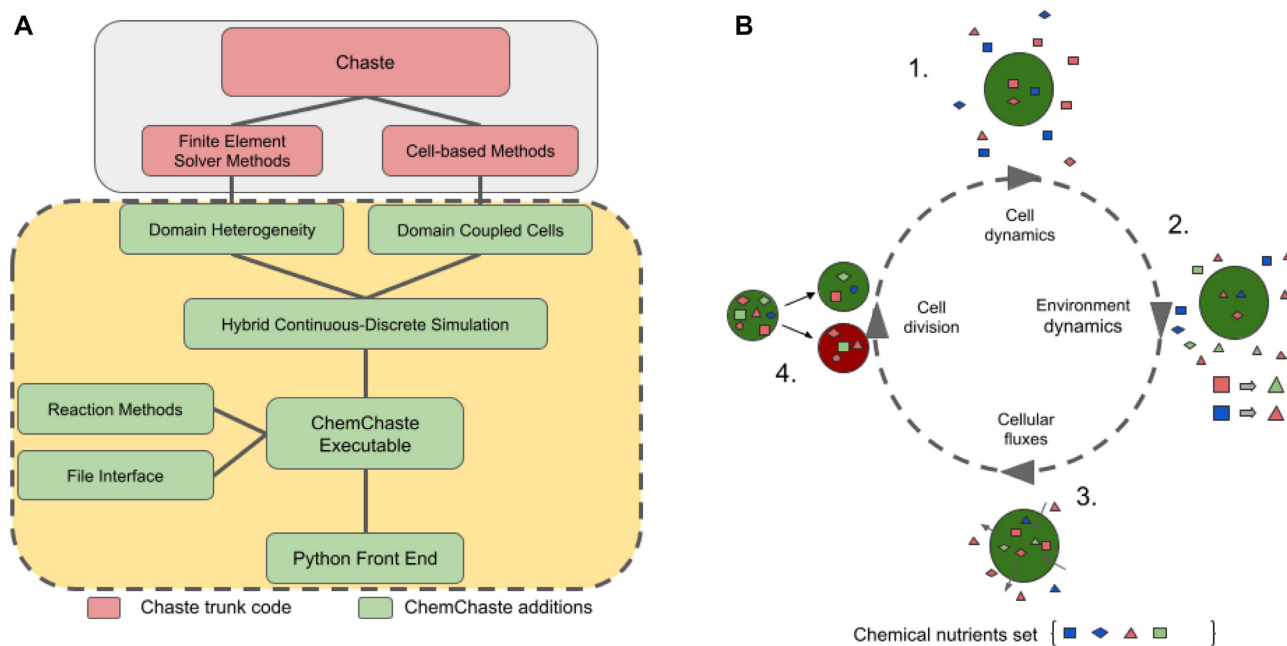 A
Chaste
Finite Element
Solver Methods
Cell-based Methods
Domain Heterogeneity
Domain Coupled Cells
Hybrid Continuous-Discrete Simulation
Reaction Methods
File Interface
ChemChaste
Executable
Python Front End
Chaste trunk code
ChemChaste additions
B
1.
Cell
dynamics
2.
Environment
dynamics
Cellular
fluxes
3.
Cell
division
4.
Chemical nutrients set { }